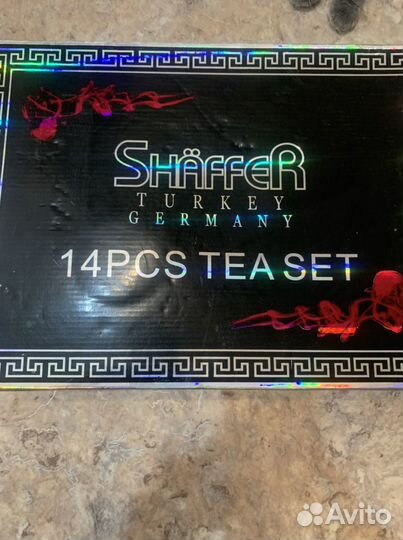 SHÄFFER
TURKEY
GERMANY
14PCS TEA SET
Avito